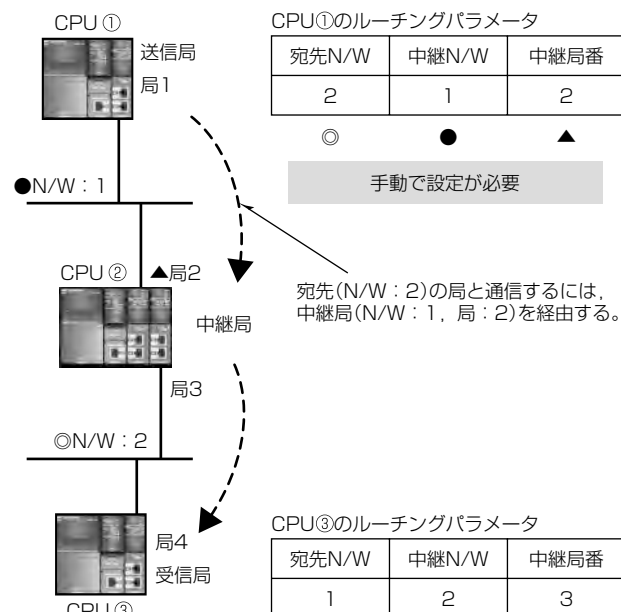 CPU ①
送信局
局1
CPU①のルーチングパラメータ
宛先N/W 中継N/W 中継局番
2 1 2
◎ ● ▲
手動で設定が必要
●N/W：1
CPU ② ▲局2
中継局
宛先(N/W：2)の局と通信するには，
中継局(N/W：1，局：2)を経由する。
局3
◎N/W：2
局4
受信局
CPU ③
CPU③のルーチングパラメータ
宛先N/W 中継N/W 中継局番
1 2 3